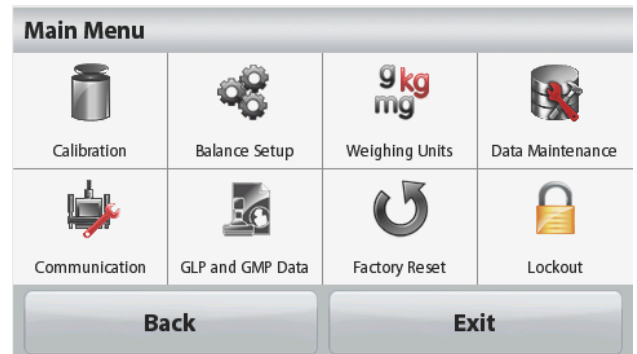 Main Menu
g kg
mg
Calibration Balance Setup Weighing Units Data Maintenance
Communication GLP and GMP Data Factory Reset Lockout
Back Exit